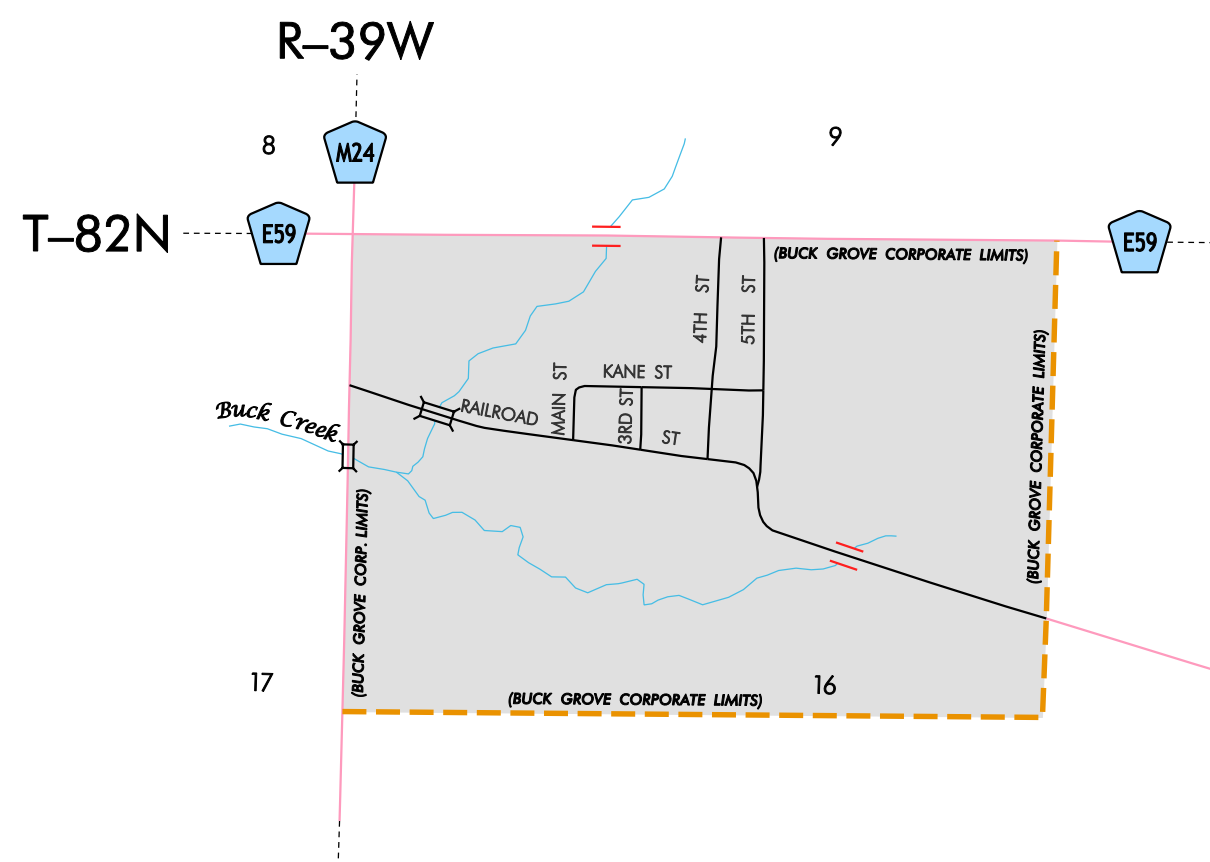 R–39W
8
M24
9
T–82N
E59
E59
(BUCK GROVE CORPORATE LIMITS)
4TH ST
5TH ST
(BUCK GROVE CORPORATE LIMITS)
KANE ST
MAIN ST
3RD ST
Buck Creek
RAILROAD ST
(BUCK GROVE CORP. LIMITS)
17
16
(BUCK GROVE CORPORATE LIMITS)